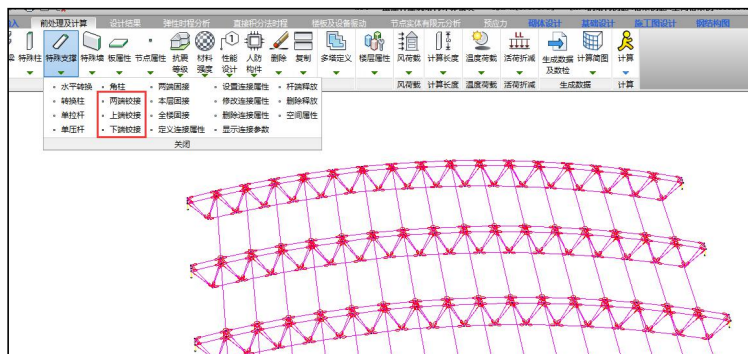 入 前处理及计算 设计结果 弹性时程分析 直接积分法时程 楼板及设备振动 节点实体有限元分析 预应力 砌体设计 基础设计 施工图设计 钢结构图
梁 特殊柱 特殊支撑 特殊墙 板属性 节点属性 抗震等级 材料强度 性能设计 人防构件 删除 复制 多塔定义 楼层属性 风荷载 计算长度 温度荷载 活荷折减 生成数据及数检 计算简图 计算
风荷载 计算长度 温度荷载 活荷折减 生成数据 计算
水平转换 角柱 两端固接 设置连接属性 杆端释放
转换柱 两端铰接 本层固接 修改连接属性 删除释放
单拉杆 上端铰接 全楼固接 删除连接属性 空间属性
单压杆 下端铰接 定义连接属性 显示连接参数
关闭